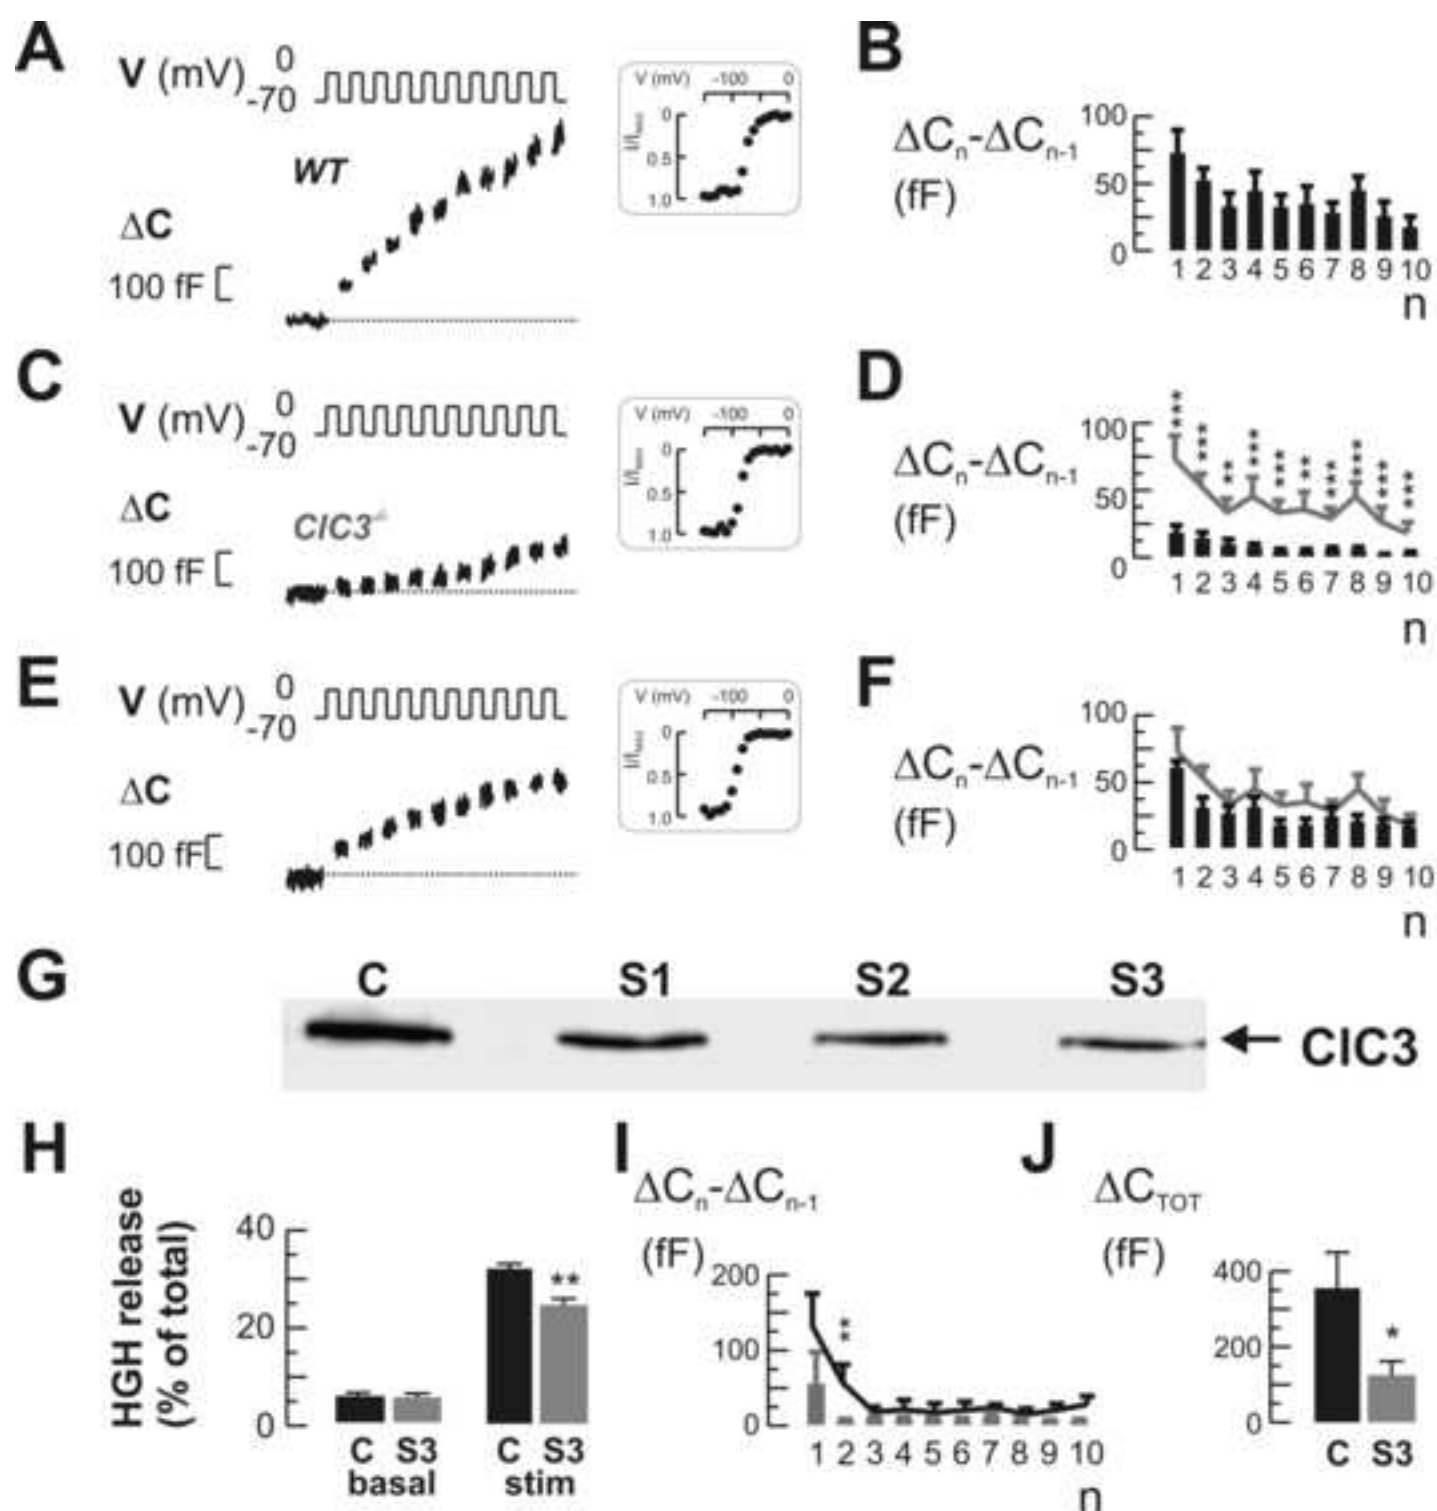 A
V (mV)
0
-70
WT
ΔC
100 fF
V (mV) -100 0
I/Imax
0
0.5
1.0
B
ΔCn-ΔCn-1
(fF)
100
50
0
1 2 3 4 5 6 7 8 9 10
n
C
V (mV)
0
-70
ClC3-/-
ΔC
100 fF
V (mV) -100 0
I/Imax
0
0.5
1.0
D
ΔCn-ΔCn-1
(fF)
100
50
0
*** *** ** *** *** ** *** **** *** ***
1 2 3 4 5 6 7 8 9 10
n
E
V (mV)
0
-70
ΔC
100 fF
V (mV) -100 0
I/Imax
0
0.5
1.0
F
ΔCn-ΔCn-1
(fF)
100
50
0
1 2 3 4 5 6 7 8 9 10
n
G
C S1 S2 S3
ClC3
H
HGH release
(% of total)
40
20
0
**
C S3 C S3
basal stim
I
ΔCn-ΔCn-1
(fF)
200
100
0
**
1 2 3 4 5 6 7 8 9 10
n
J
ΔCTOT
(fF)
400
200
0
*
C S3